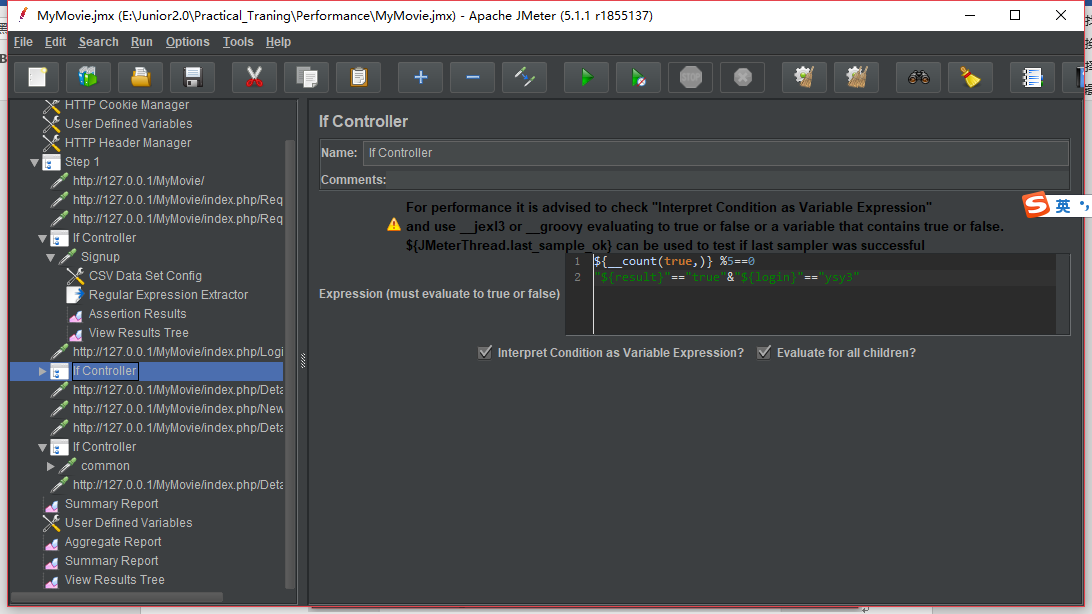 MyMovie.jmx (E:\Junior2.0\Practical_Traning\Performance\MyMovie.jmx) - Apache JMeter (5.1.1 r1855137)
File Edit Search Run Options Tools Help
STOP
HTTP Cookie Manager
User Defined Variables
HTTP Header Manager
Step 1
http://127.0.0.1/MyMovie/
http://127.0.0.1/MyMovie/index.php/Req
http://127.0.0.1/MyMovie/index.php/Req
If Controller
Signup
CSV Data Set Config
Regular Expression Extractor
Assertion Results
View Results Tree
http://127.0.0.1/MyMovie/index.php/Logi
If Controller
http://127.0.0.1/MyMovie/index.php/Deta
http://127.0.0.1/MyMovie/index.php/New
http://127.0.0.1/MyMovie/index.php/Deta
If Controller
common
http://127.0.0.1/MyMovie/index.php/Deta
Summary Report
User Defined Variables
Aggregate Report
Summary Report
View Results Tree
If Controller
Name: If Controller
Comments:
For performance it is advised to check "Interpret Condition as Variable Expression"
and use __jexl3 or __groovy evaluating to true or false or a variable that contains true or false.
${JMeterThread.last_sample_ok} can be used to test if last sampler was successful
Expression (must evaluate to true or false)
1 ${__count(true,)} %5==0
2 "${result}"=="true"&"${login}"=="ysy3"
Interpret Condition as Variable Expression? Evaluate for all children?
S 英